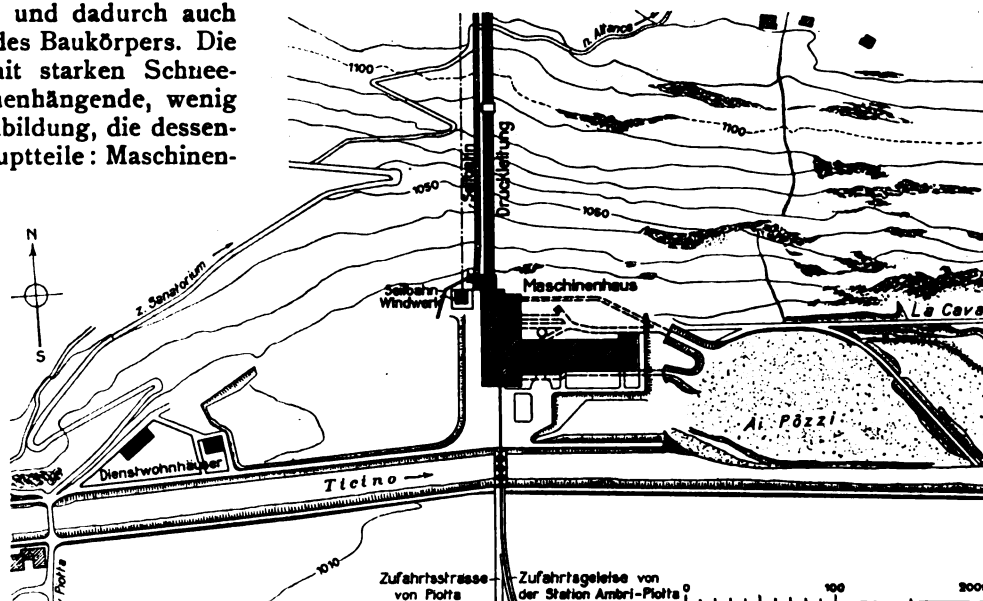 und dadurch auch
des Baukörpers. Die
mit starken Schnee-
wenig
bildung, die dessen-
Maschinen-
n. Altanca
1100
1100
1050
1050
Seilbahn
Druckleitung
N
S
z. Sanatorium
Seilbahn-
Windwerk
Maschinenhaus
La Cava
Ai Pözzi
Dienstwohnhäuser
Ticino
1010
Piotta
Zufahrtsstrasse
von Piotta
Zufahrtsgeleise von
der Station Ambri-Piotta
0
100
200